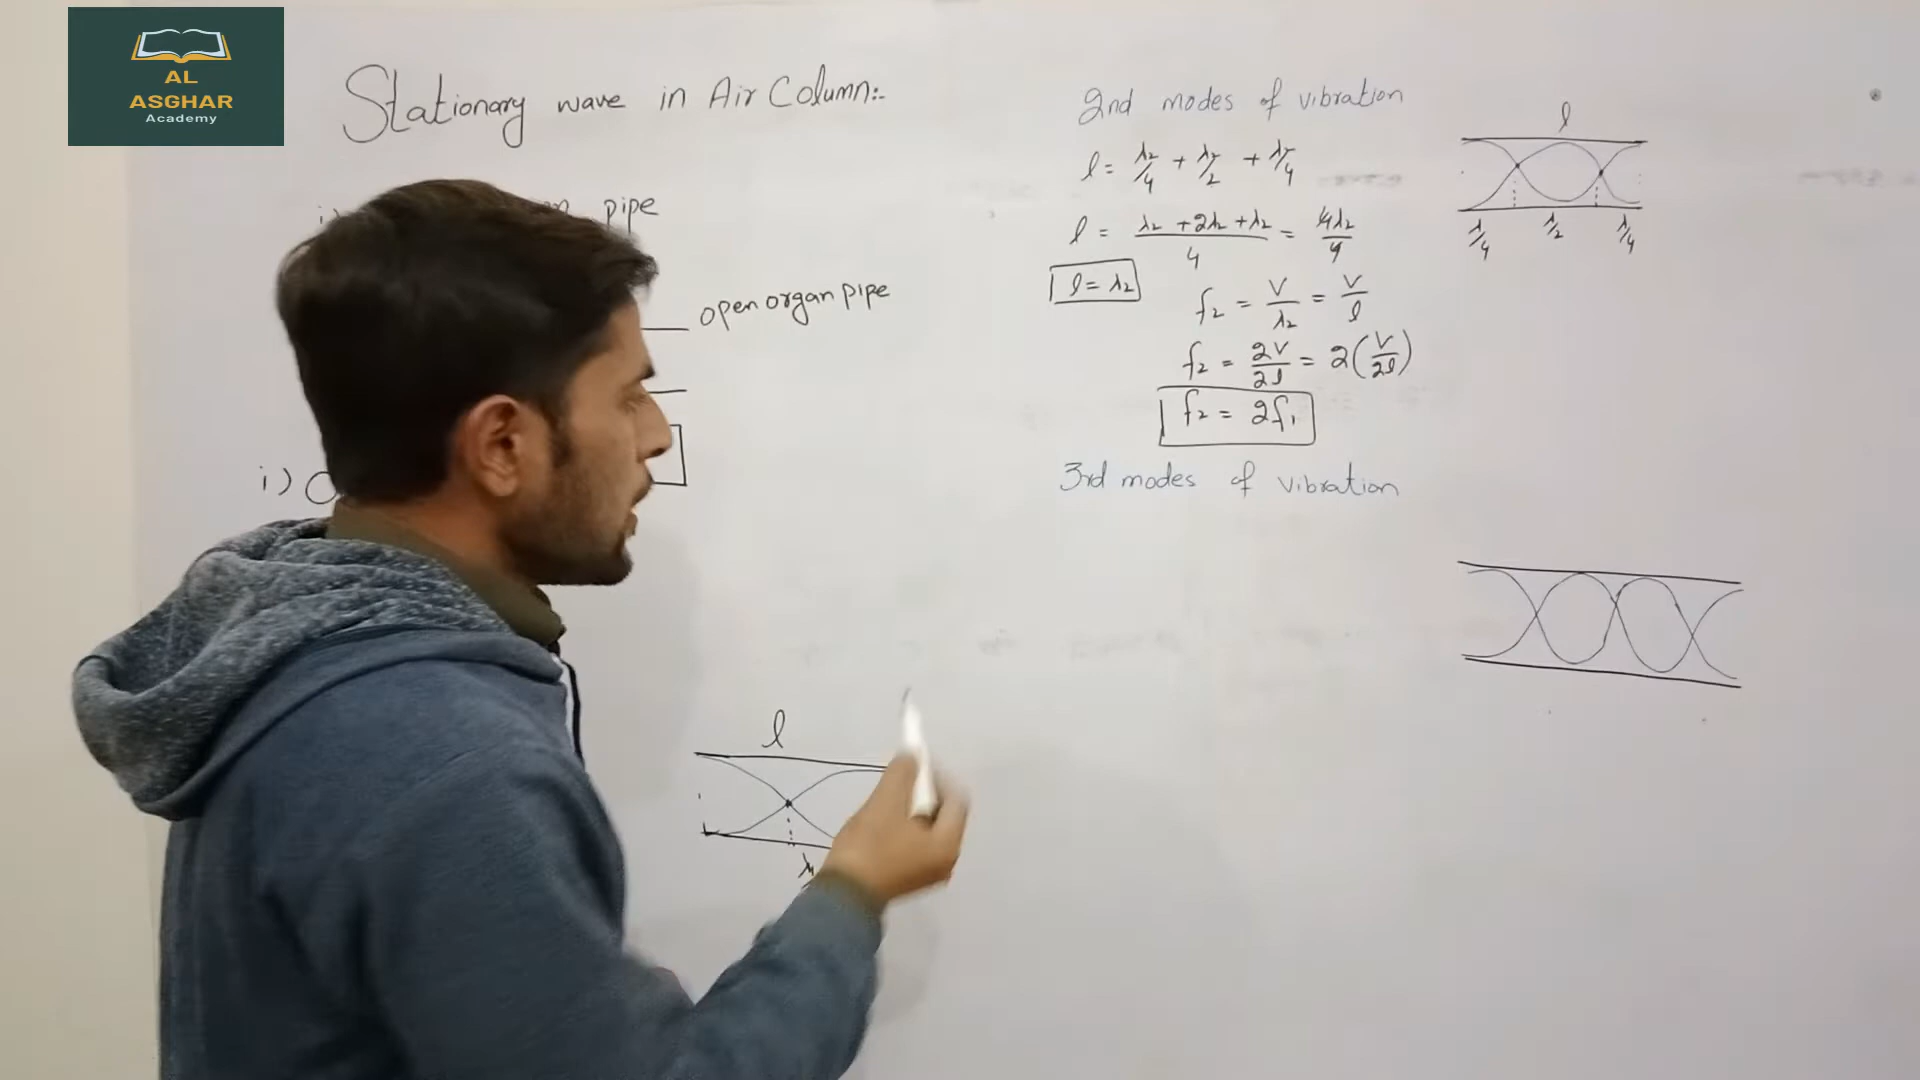 AL
ASGHAR
Academy
Stationary wave in Air Column:-
i)
pipe
open organ pipe
i)
l
2nd modes of vibration
l = λ₂/4 + λ₂/2 + λ₂/4
l = (λ₂ + 2λ₂ + λ₂)/4 = 4λ₂/4
l = λ₂
f₂ = V/λ₂ = V/l
f₂ = 2V/2l = 2(V/2l)
f₂ = 2f₁
3rd modes of vibration
l
λ/4 λ/2 λ/4